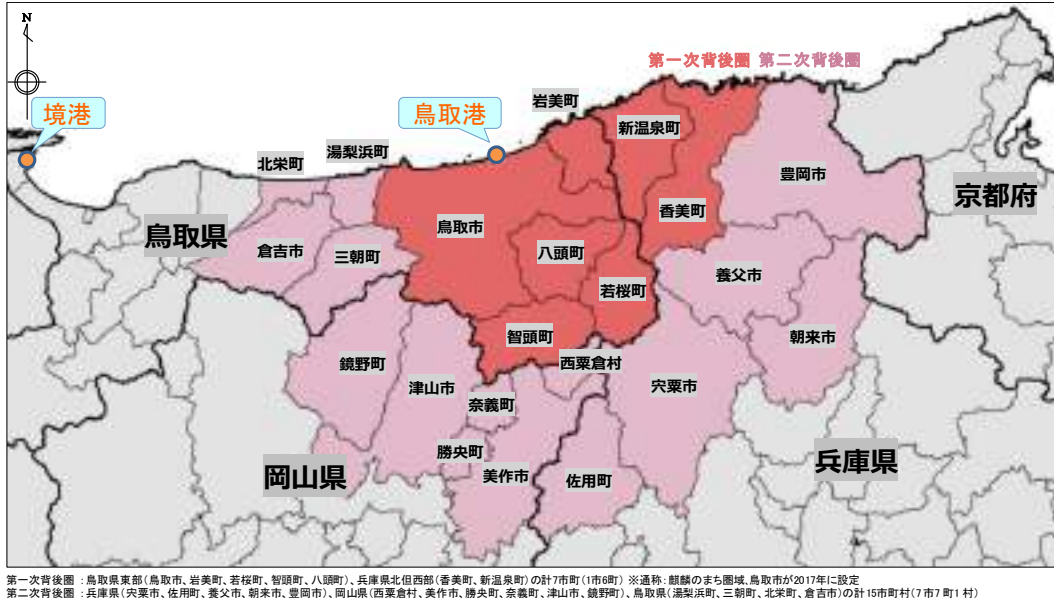 N
第一次背後圏 第二次背後圏
境港
鳥取港
岩美町
新温泉町
湯梨浜町
北栄町
豊岡市
京都府
香美町
鳥取市
鳥取県
倉吉市
三朝町
八頭町
養父市
若桜町
智頭町
朝来市
西粟倉村
鏡野町
津山市
宍粟市
奈義町
勝央町
兵庫県
岡山県
美作市
佐用町
第一次背後圏 :鳥取県東部(鳥取市、岩美町、若桜町、智頭町、八頭町)、兵庫県北但西部(香美町、新温泉町)の計7市町(1市6町) ※通称:麒麟のまち圏域、鳥取市が2017年に設定
第二次背後圏 :兵庫県(宍粟市、佐用町、養父市、朝来市、豊岡市)、岡山県(西粟倉村、美作市、勝央町、奈義町、津山市、鏡野町)、鳥取県(湯梨浜町、三朝町、北栄町、倉吉市)の計15市町村(7市7町1村)